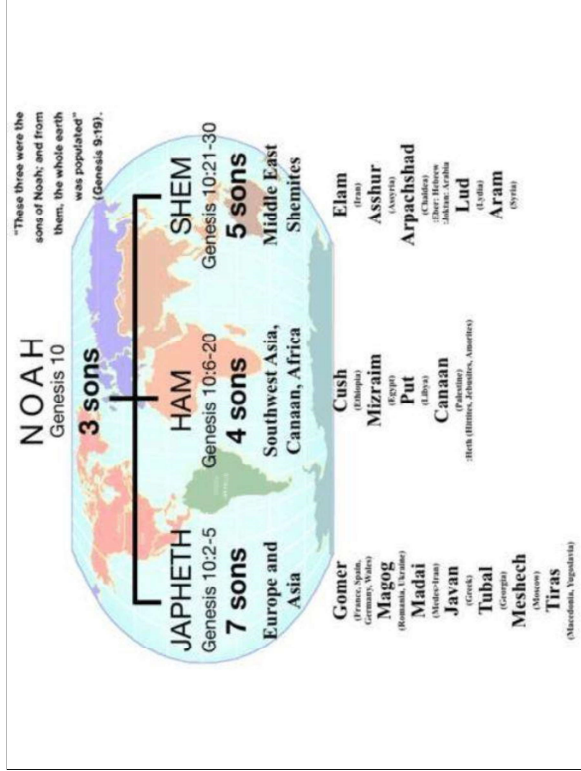 NOAH
Genesis 10
3 sons
"These three were the
sons of Noah; and from
them, the whole earth
was populated"
(Genesis 9:19).
JAPHETH
Genesis 10:2-5
7 sons
Europe and
Asia
Gomer
(France, Spain,
Germany, Wales)
Magog
(Romania, Ukraine)
Madai
(Medes>Iran)
Javan
(Greek)
Tubal
(Georgia)
Meshech
(Moscow)
Tiras
(Macedonia, Yugoslavia)
HAM
Genesis 10:6-20
4 sons
Southwest Asia,
Canaan, Africa
Cush
(Ethiopia)
Mizraim
(Egypt)
Put
(Libya)
Canaan
(Palestine)
:Heth (Hittites, Jebusites, Amorites)
SHEM
Genesis 10:21-30
5 sons
Middle East
Shemites
Elam
(Iran)
Asshur
(Assyria)
Arpachshad
(Chaldea)
:Eber: Hebrew
:Joktan: Arabia
Lud
(Lydia)
Aram
(Syria)